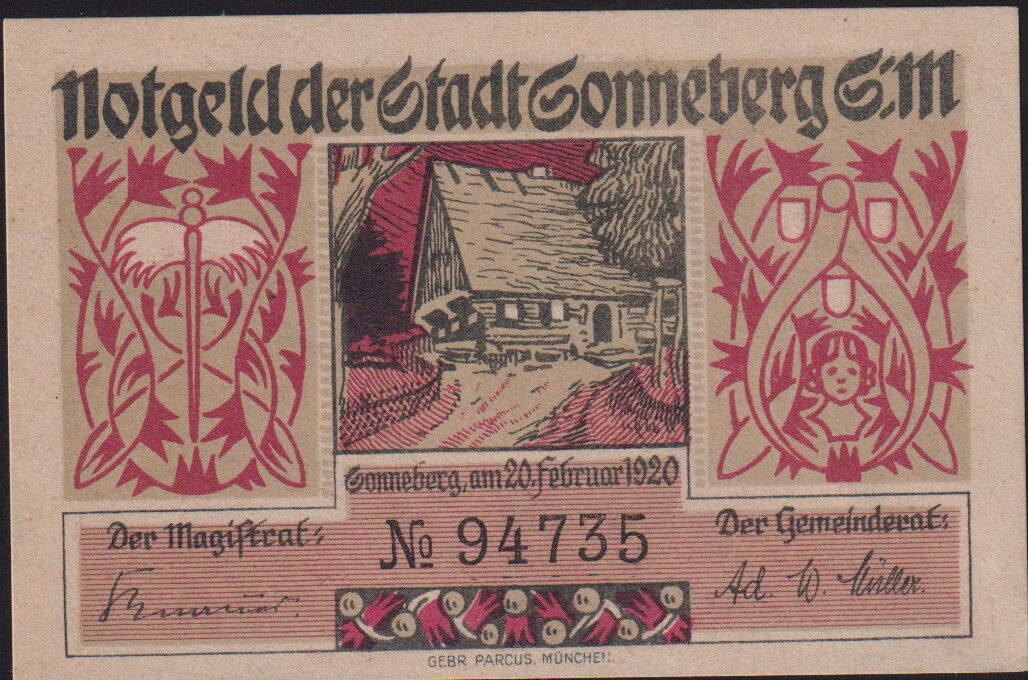 Notgeld der Stadt Sonneberg S.:M
Sonneberg, am 20. Februar 1920
Der Magistrat:
№ 94735
Der Gemeinderat:
Ad. W. Müller.
GEBR PARCUS, MÜNCHEN.